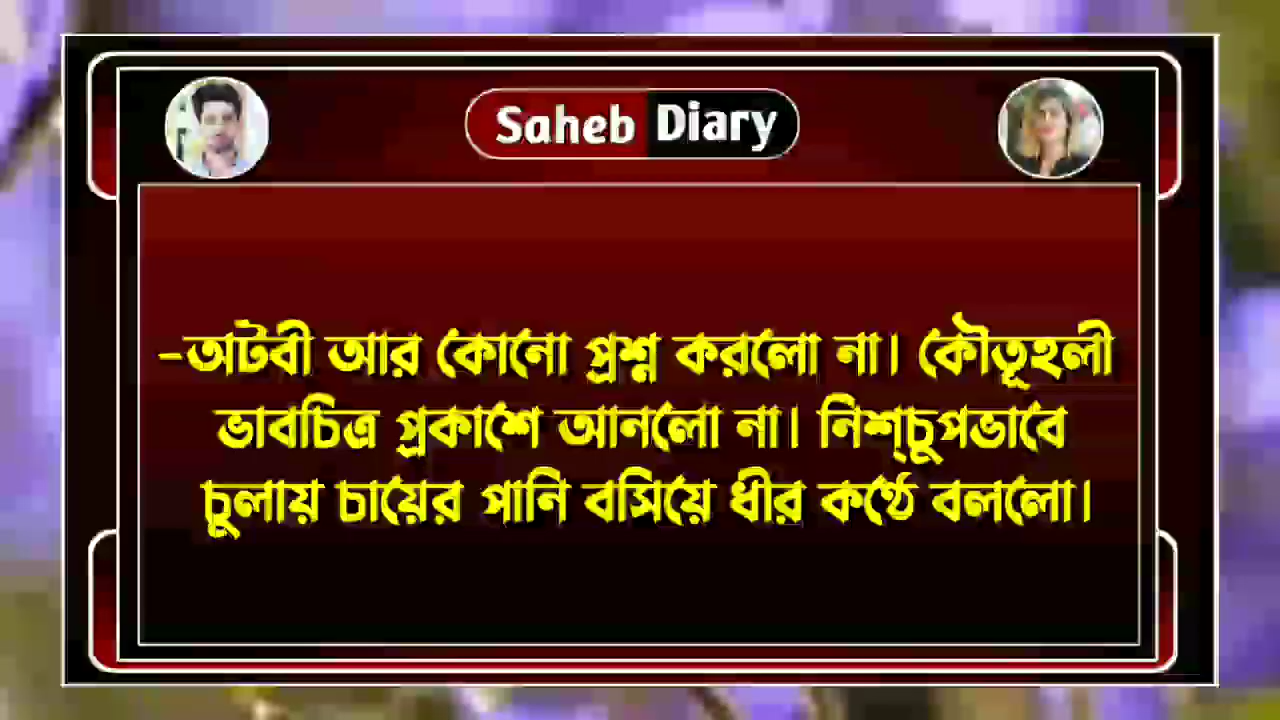 Saheb Diary
-অটবী আর কোনো প্রশ্ন করলো না। কৌতূহলী
ভাবচিত্র প্রকাশে আনলো না। নিশ্চুপভাবে
চুলায় চায়ের পানি বসিয়ে ধীর কণ্ঠে বললো।